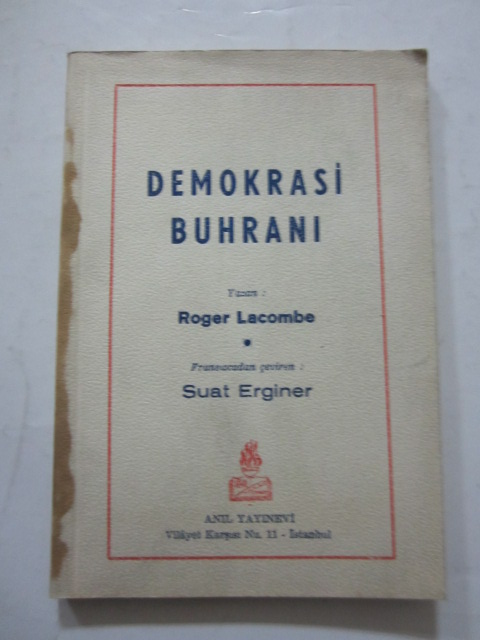 DEMOKRASİ
BUHRANI
Yazan :
Roger Lacombe
Fransızcadan çeviren :
Suat Erginer
ANIL YAYINEVİ
Vilâyet Karşısı No. 11 - İstanbul